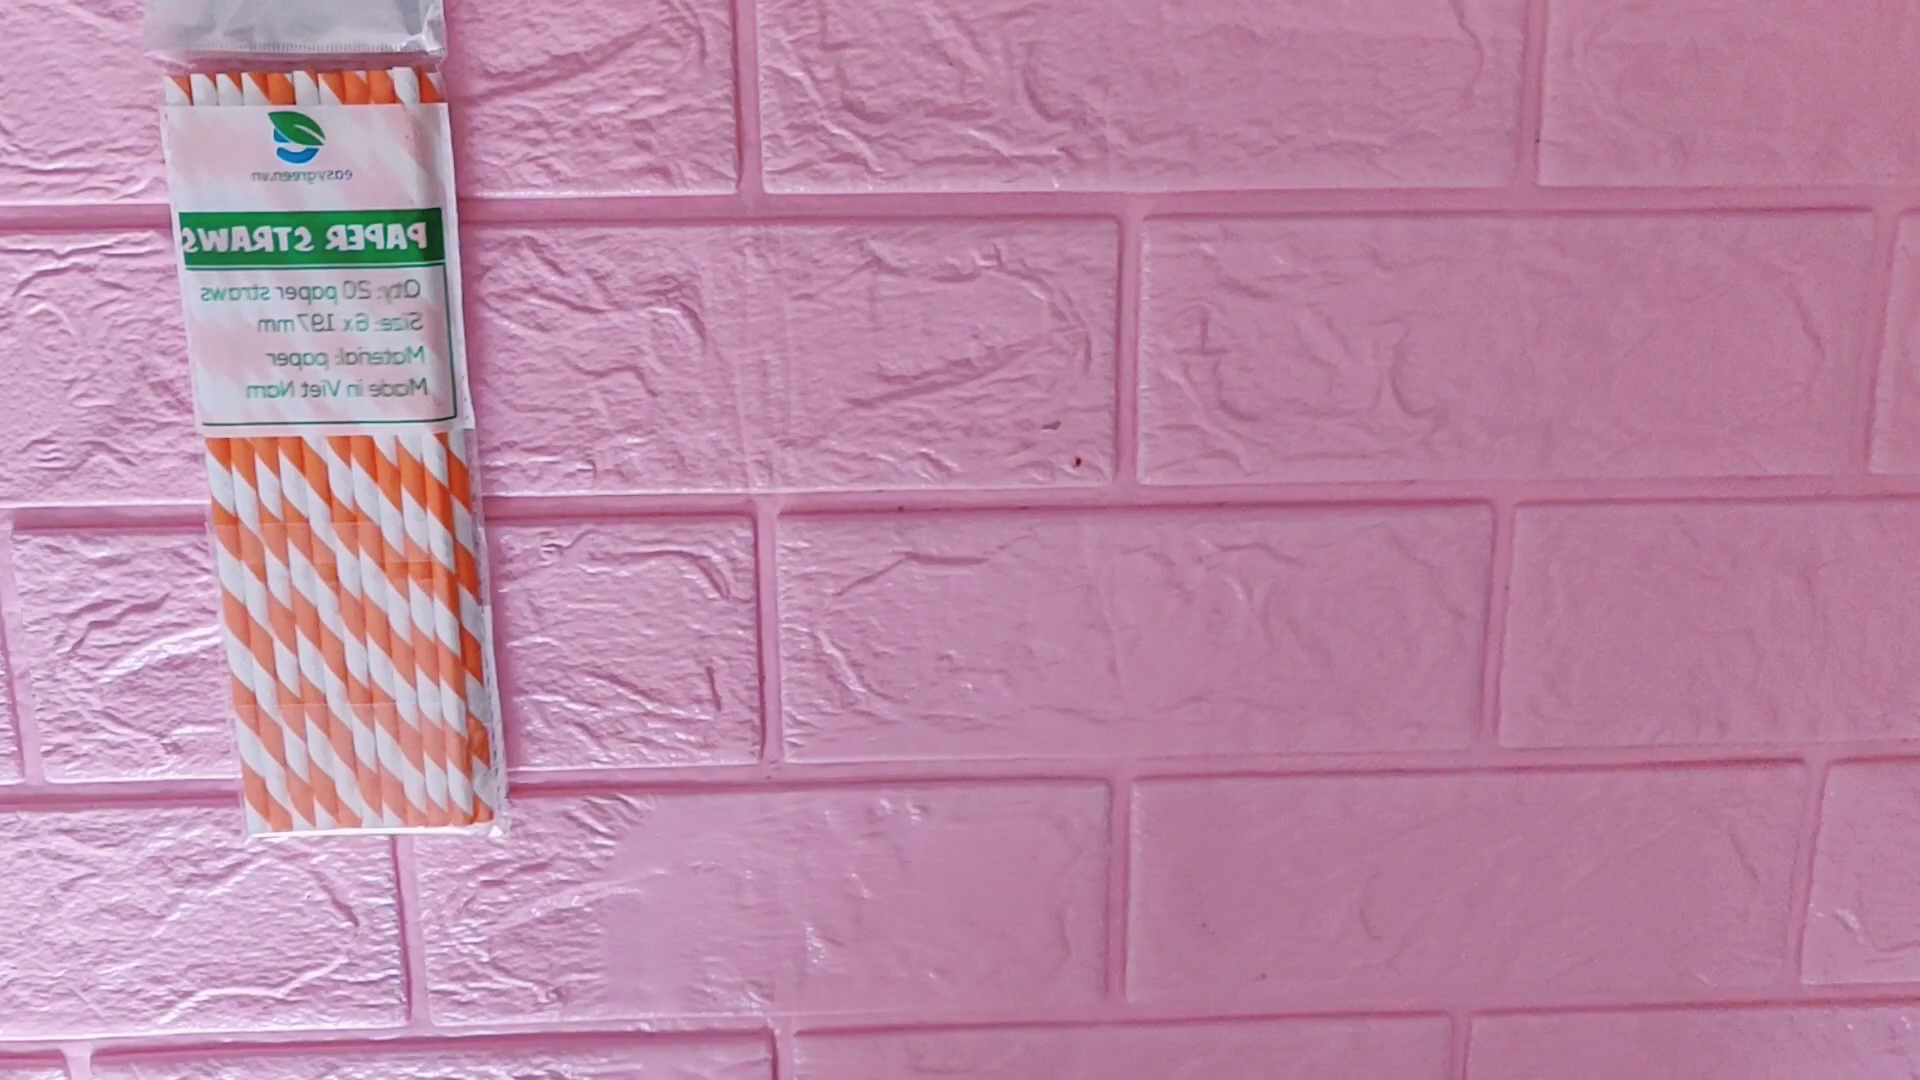 easygreen.vn
PAPER STRAWS
Qty: 20 paper straws
Size: 6 x 197mm
Material: paper
Made in Viet Nam